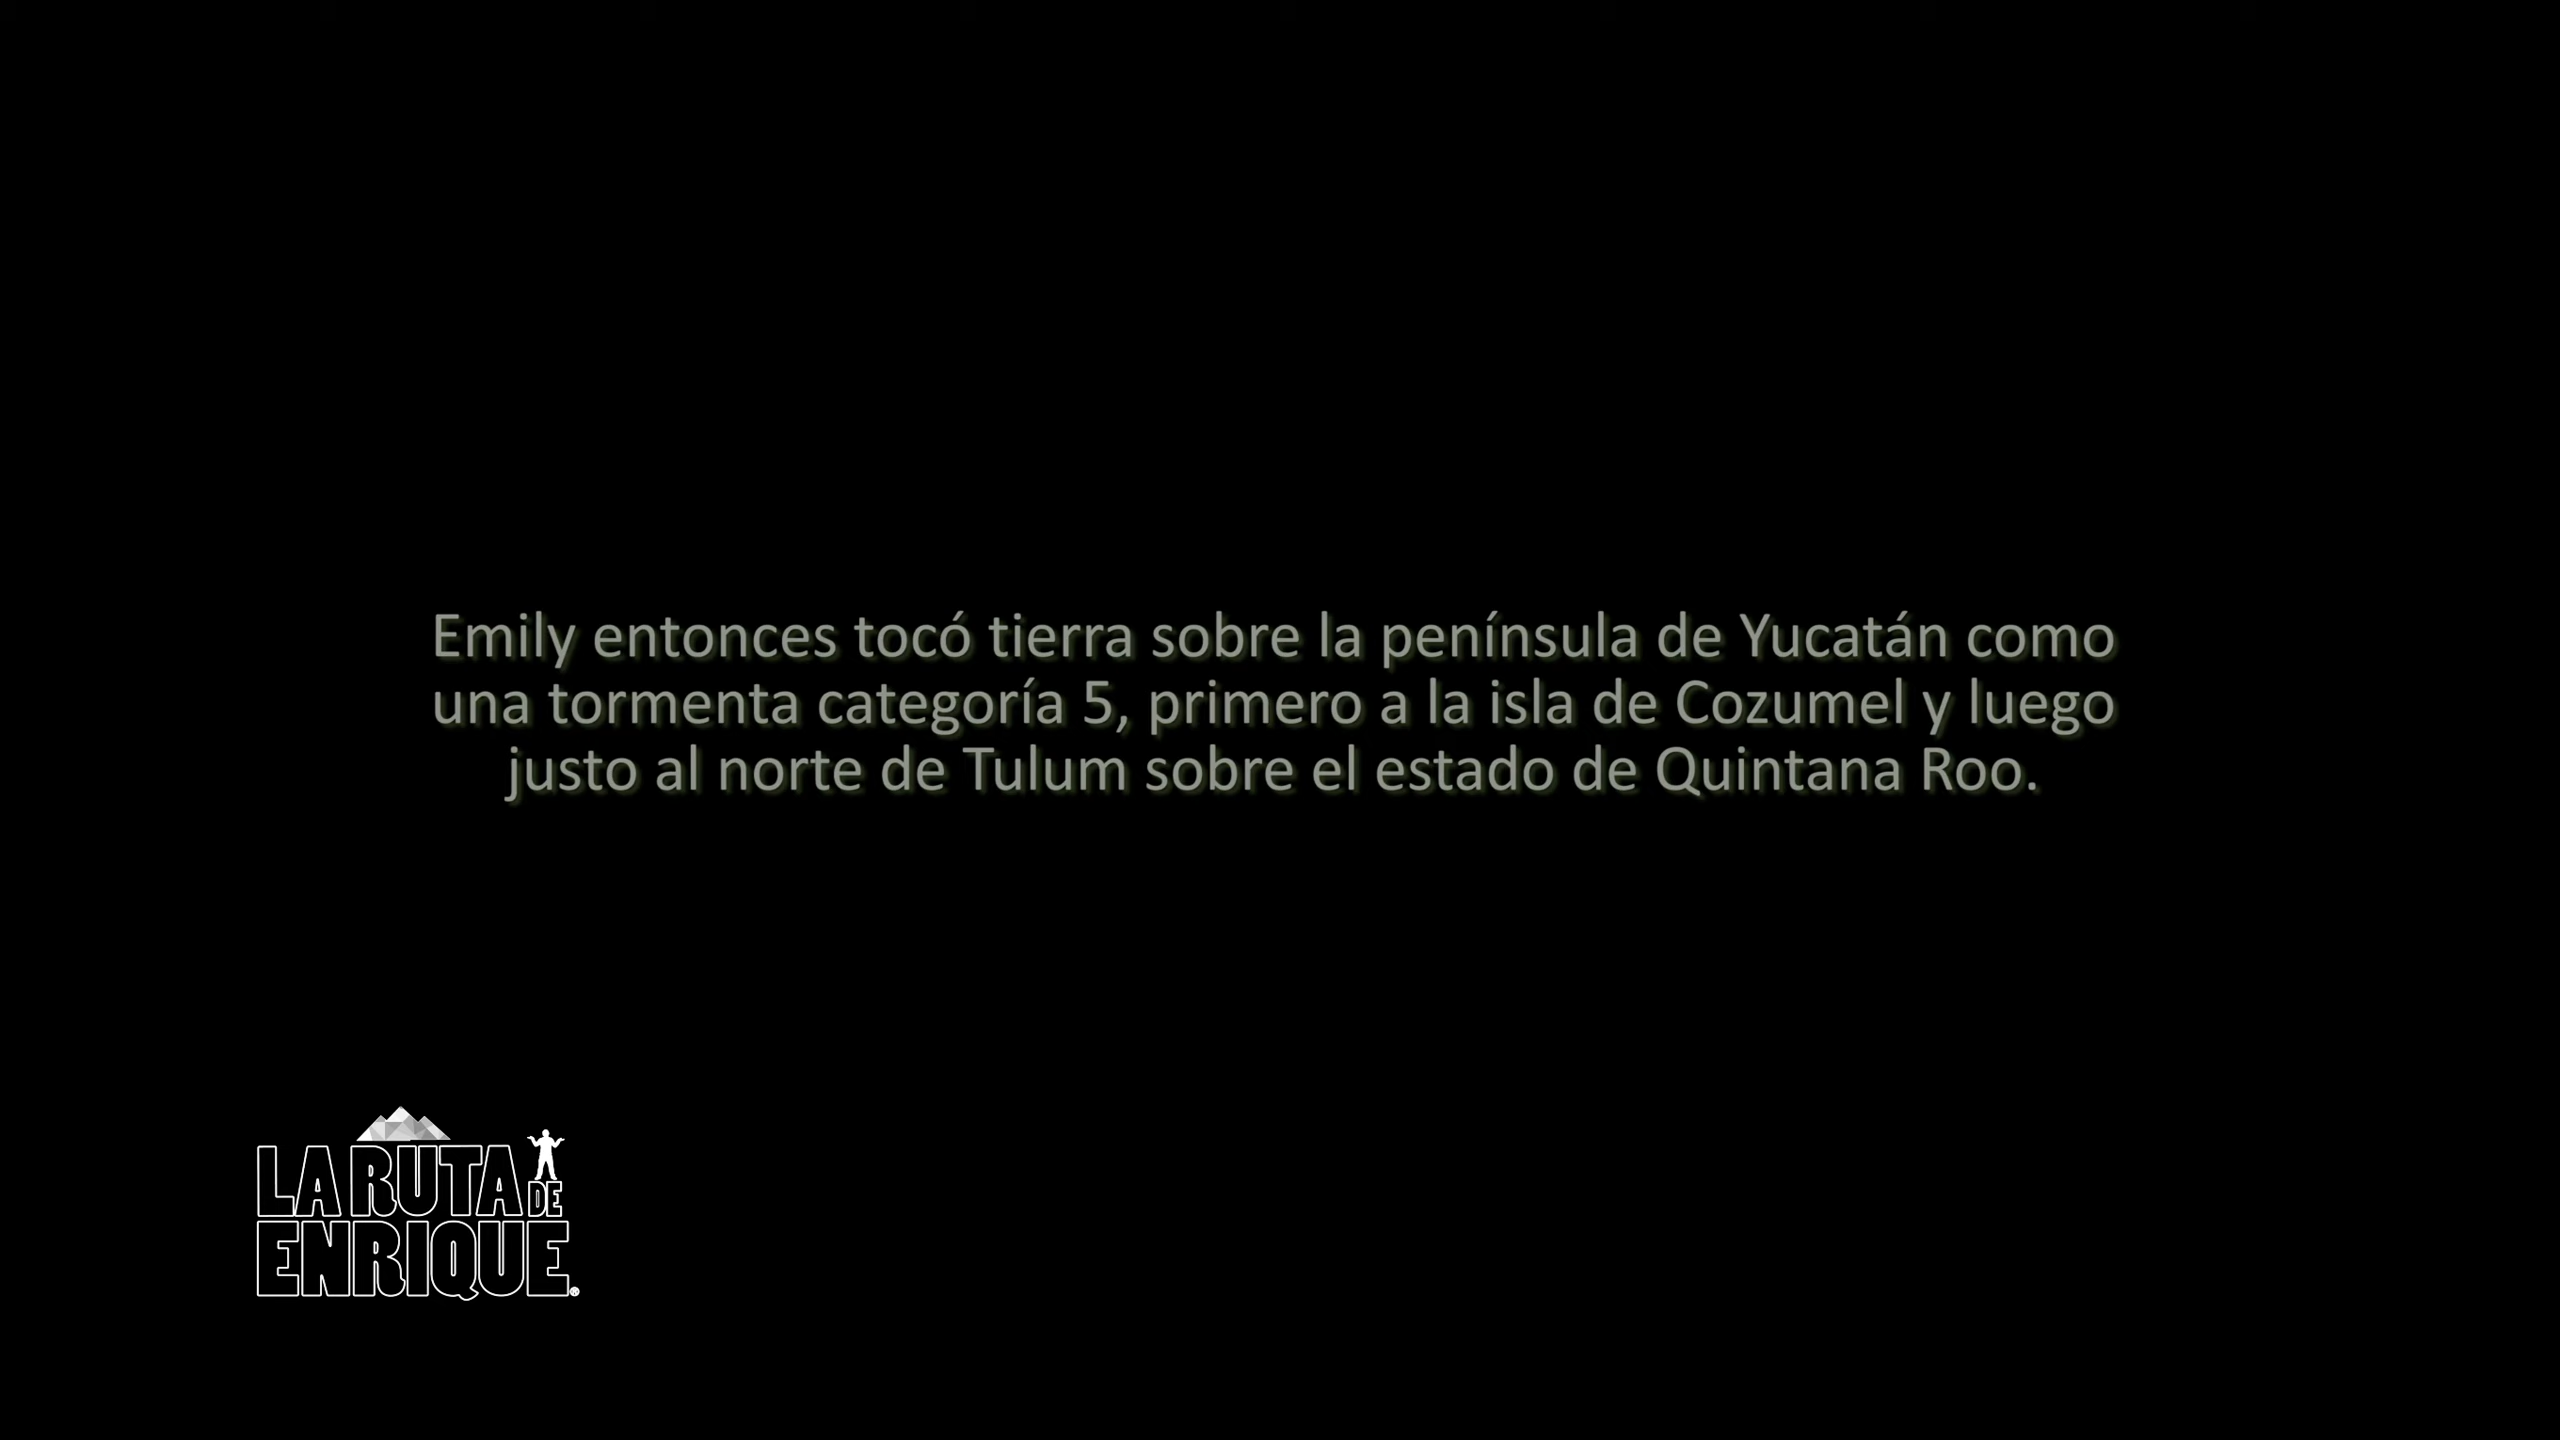 Emily entonces tocó tierra sobre la península de Yucatán como
una tormenta categoría 5, primero a la isla de Cozumel y luego
justo al norte de Tulum sobre el estado de Quintana Roo.
LA RUTA DE
ENRIQUE®